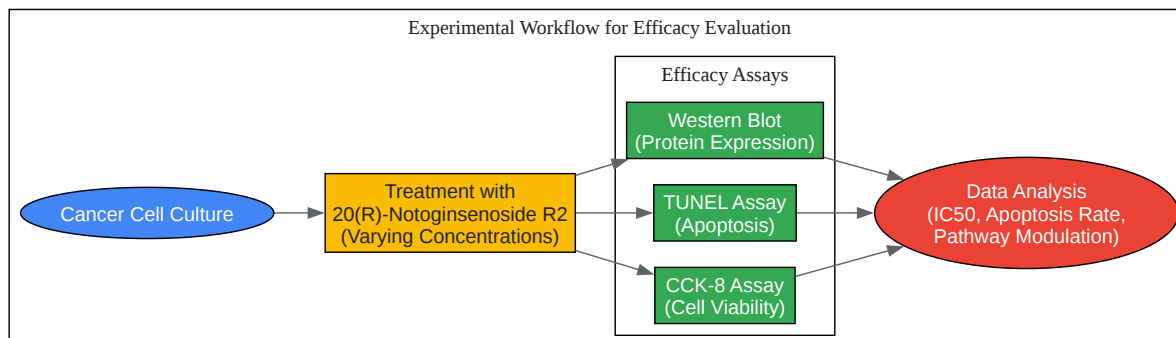 Experimental Workflow for Efficacy Evaluation
Efficacy Assays
Cancer Cell Culture
Treatment with
20(R)-Notoginsenoside R2
(Varying Concentrations)
Western Blot
(Protein Expression)
TUNEL Assay
(Apoptosis)
CCK-8 Assay
(Cell Viability)
Data Analysis
(IC50, Apoptosis Rate,
Pathway Modulation)